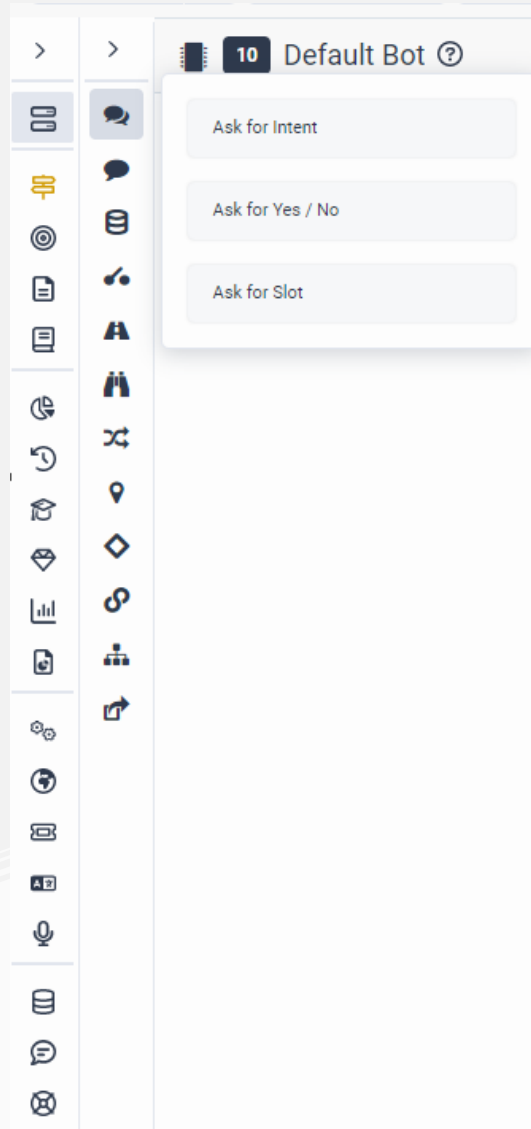 10 Default Bot
Ask for Intent
Ask for Yes / No
Ask for Slot